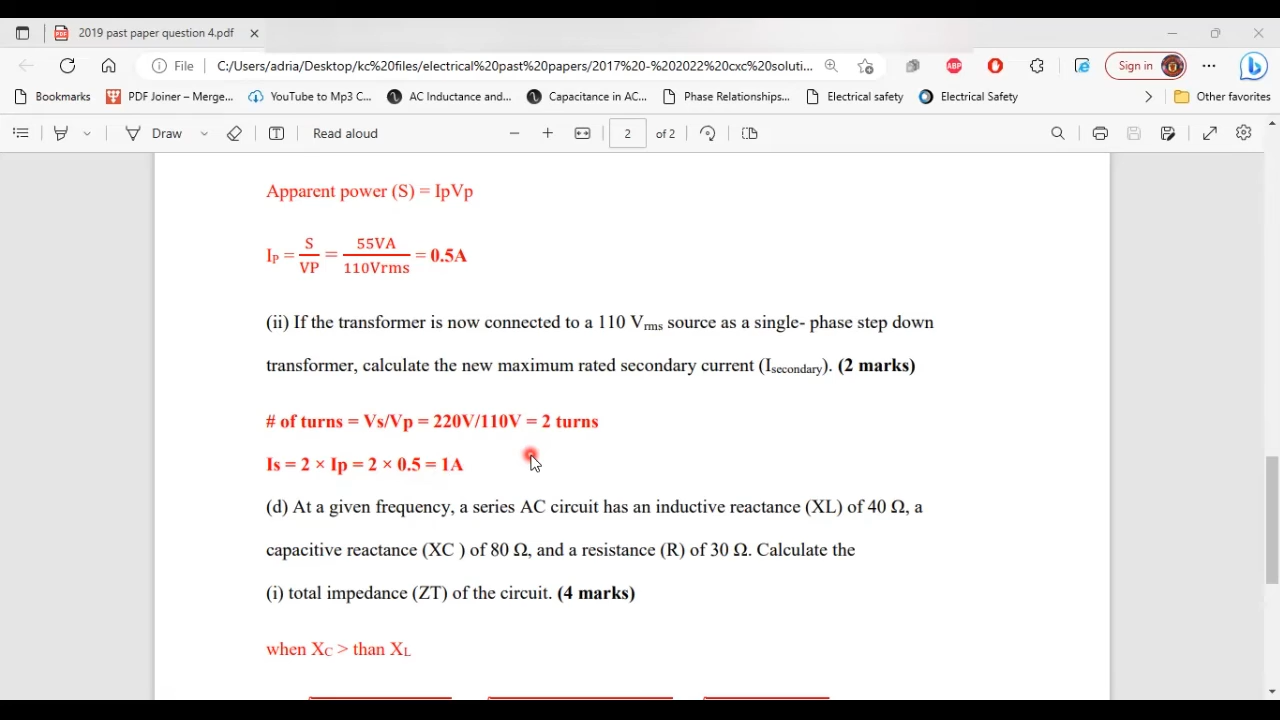 2019 past paper question 4.pdf
File C:/Users/adria/Desktop/kc%20files/electrical%20past%20papers/2017%20-%202022%20cxc%20soluti... ABP Sign in
Bookmarks PDF Joiner – Merge... YouTube to Mp3 C... AC Inductance and... Capacitance in AC... Phase Relationships... Electrical safety Electrical Safety Other favorites
Draw Read aloud 2 of 2
Apparent power (S) = IpVp
IP = S/VP = 55VA/110Vrms = 0.5A
(ii) If the transformer is now connected to a 110 Vrms source as a single- phase step down
transformer, calculate the new maximum rated secondary current (Isecondary). (2 marks)
# of turns = Vs/Vp = 220V/110V = 2 turns
Is = 2 × Ip = 2 × 0.5 = 1A
(d) At a given frequency, a series AC circuit has an inductive reactance (XL) of 40 Ω, a
capacitive reactance (XC ) of 80 Ω, and a resistance (R) of 30 Ω. Calculate the
(i) total impedance (ZT) of the circuit. (4 marks)
when XC > than XL